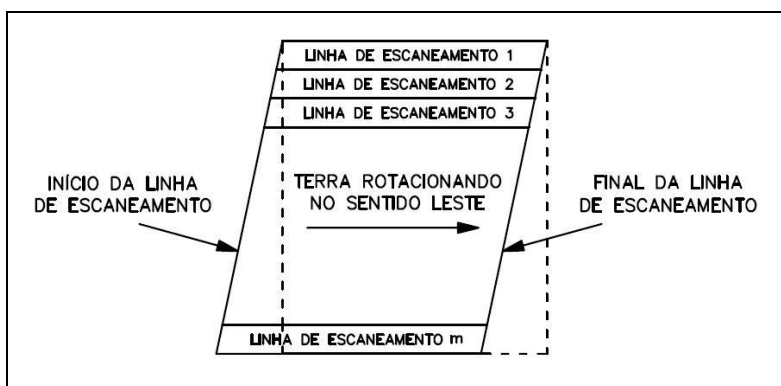 LINHA DE ESCANEAMENTO 1
LINHA DE ESCANEAMENTO 2
LINHA DE ESCANEAMENTO 3
INÍCIO DA LINHA
DE ESCANEAMENTO
TERRA ROTACIONANDO
NO SENTIDO LESTE
FINAL DA LINHA
DE ESCANEAMENTO
LINHA DE ESCANEAMENTO m